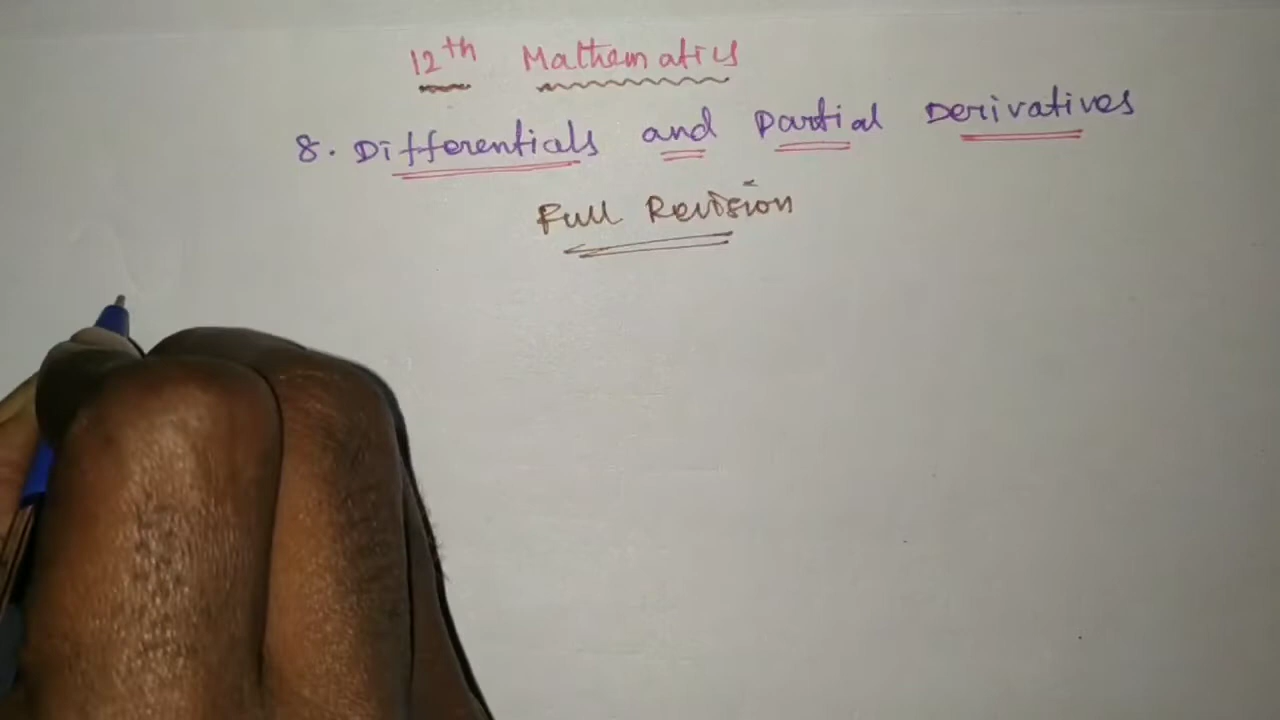 12th Mathematics
8. Differentials and Partial Derivatives
Full Revision